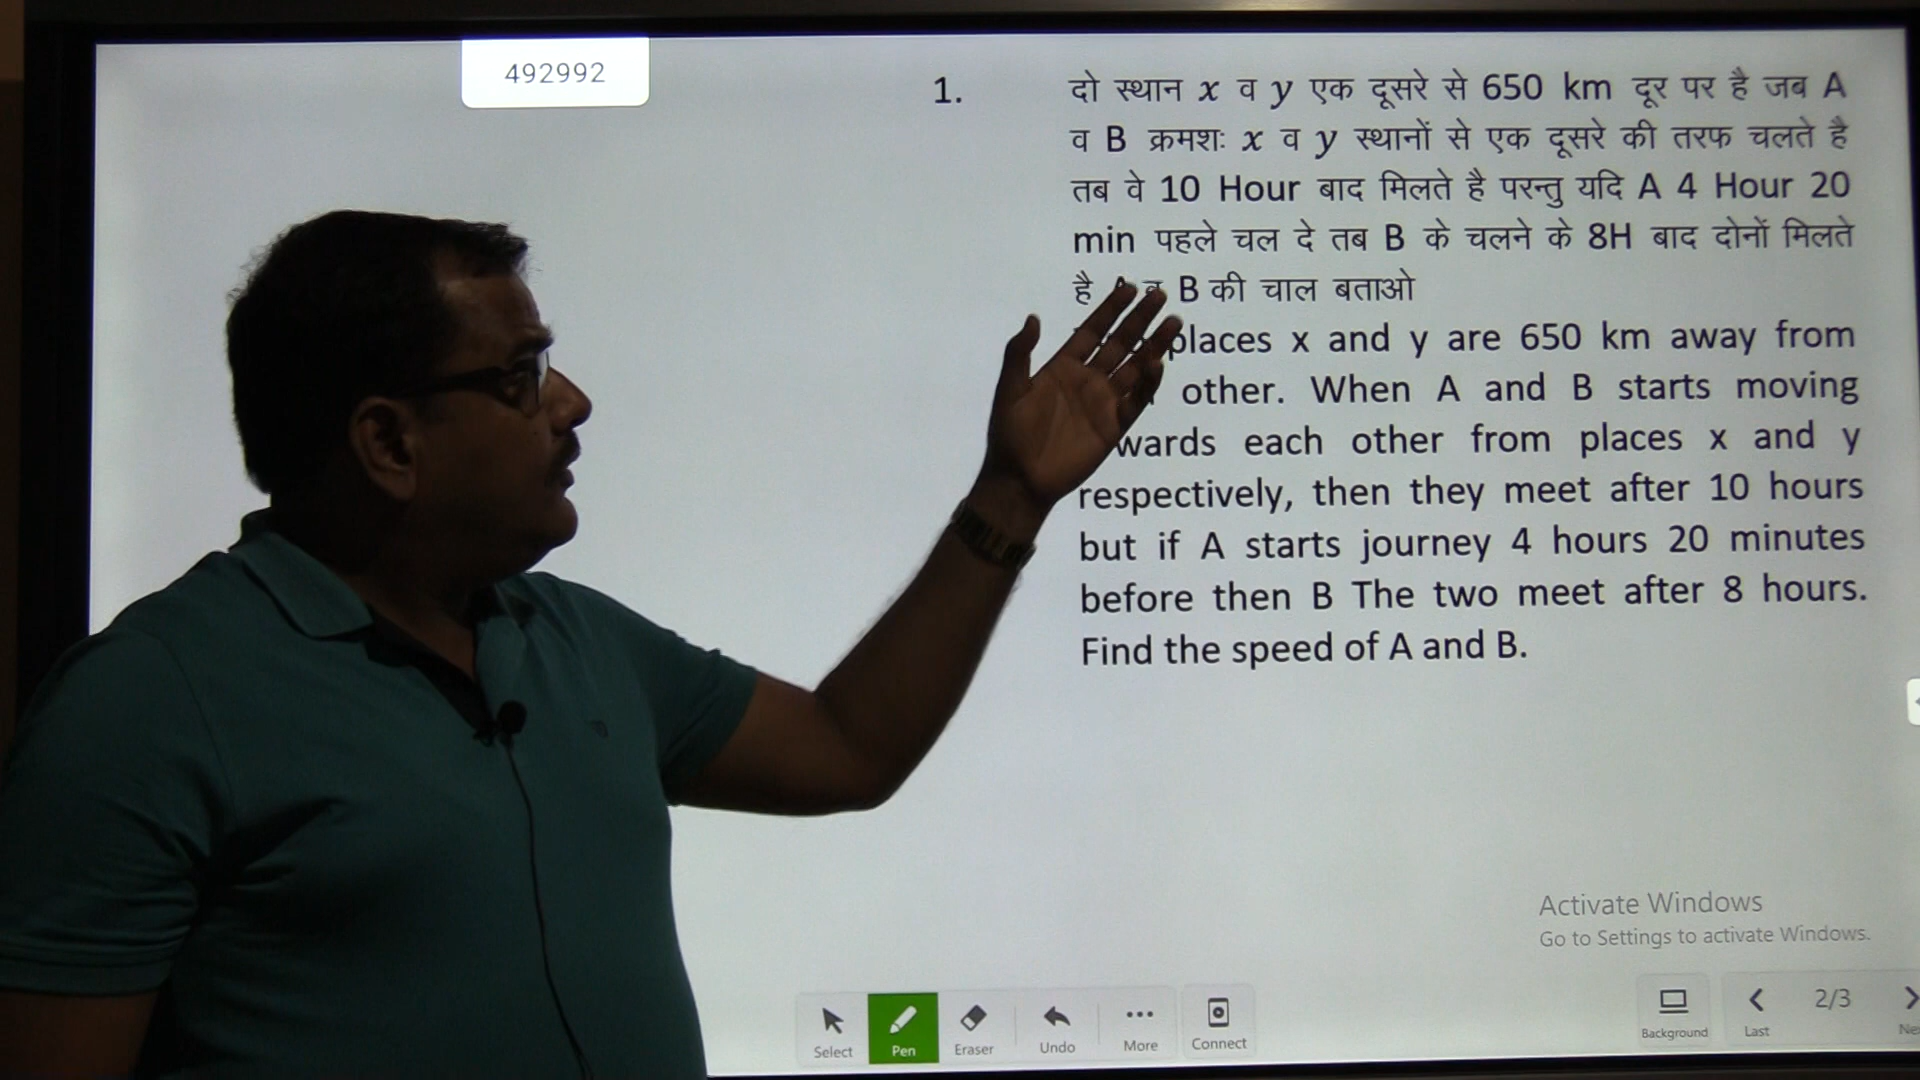 492992
1.
दो स्थान x व y एक दूसरे से 650 km दूर पर है जब A
व B क्रमशः x व y स्थानों से एक दूसरे की तरफ चलते है
तब वे 10 Hour बाद मिलते है परन्तु यदि A 4 Hour 20
min पहले चल दे तब B के चलने के 8H बाद दोनों मिलते
है B की चाल बताओ
places x and y are 650 km away from
other. When A and B starts moving
wards each other from places x and y
respectively, then they meet after 10 hours
but if A starts journey 4 hours 20 minutes
before then B The two meet after 8 hours.
Find the speed of A and B.
Activate Windows
Go to Settings to activate Windows.
Select Pen Eraser Undo More Connect
Background Last 2/3